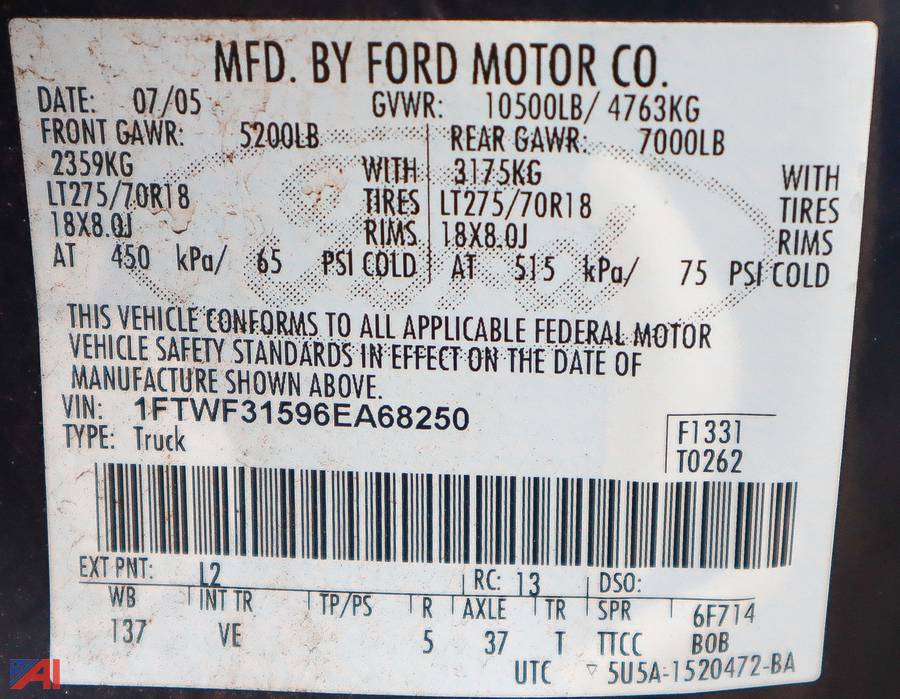 MFD. BY FORD MOTOR CO.
DATE: 07/05 GVWR: 10500LB/ 4763KG
FRONT GAWR: 5200LB REAR GAWR: 7000LB
2359KG WITH 3175KG WITH
LT275/70R18 TIRES LT275/70R18 TIRES
18X8.0J RIMS 18X8.0J RIMS
AT 450 kPa/ 65 PSI COLD AT 515 kPa/ 75 PSI COLD
THIS VEHICLE CONFORMS TO ALL APPLICABLE FEDERAL MOTOR
VEHICLE SAFETY STANDARDS IN EFFECT ON THE DATE OF
MANUFACTURE SHOWN ABOVE.
VIN: 1FTWF31596EA68250
TYPE: Truck
F1331
T0262
EXT PNT: L2 RC: 13 DSO:
WB INT TR TP/PS R AXLE TR SPR 6F714
137 VE 5 37 T TTCC BOB
UTC ▽ 5U5A-1520472-BA
AI